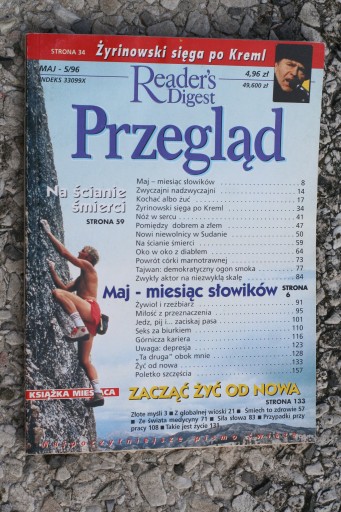 STRONA 34 Żyrinowski sięga po Kreml
MAJ - 5/96
INDEKS 33099X
Reader's
Digest
4,96 zł
49.600 zł
Przegląd
Maj – miesiąc słowików 8
Zwyczajni nadzwyczajni 14
Kochać albo żuć 17
Żyrinowski sięga po Kreml 34
Nóż w sercu 41
Pomiędzy dobrem a złem 47
Nowi niewolnicy w Sudanie 50
Na ścianie śmierci 59
Oko w oko z diabłem 64
Powrót córki marnotrawnej 73
Tajwan: demokratyczny ogon smoka 77
Zwykły aktor na niezwykłą skalę 84
Na ścianie
śmierci
STRONA 59
Maj - miesiąc słowików STRONA
6
Żywioł i rzeźbiarz 91
Miłość z przeznaczenia 95
Jedz, pij i... zaciskaj pasa 101
Seks za biurkiem 110
Górnicza kariera 116
Uwaga: depresja 123
„Ta druga" obok mnie 128
Żyć od nowa 133
Poletko szczęścia 157
KSIĄŻKA MIESIĄCA
ZACZĄĆ ŻYĆ OD NOWA
STRONA 133
Złote myśli 3 ■ Z globalnej wioski 21 ■ Śmiech to zdrowie 57
■ Ze świata medycyny 71 ■ Siła słowa 83 ■ Przypadki przy
pracy 108 ■ Takie jest życie 131
Najpoczytniejsze pismo świata